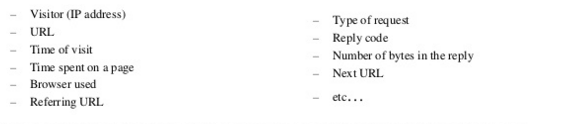 – Visitor (IP address)
– URL
– Time of visit
– Time spent on a page
– Browser used
– Referring URL
– Type of request
– Reply code
– Number of bytes in the reply
– Next URL
– etc...